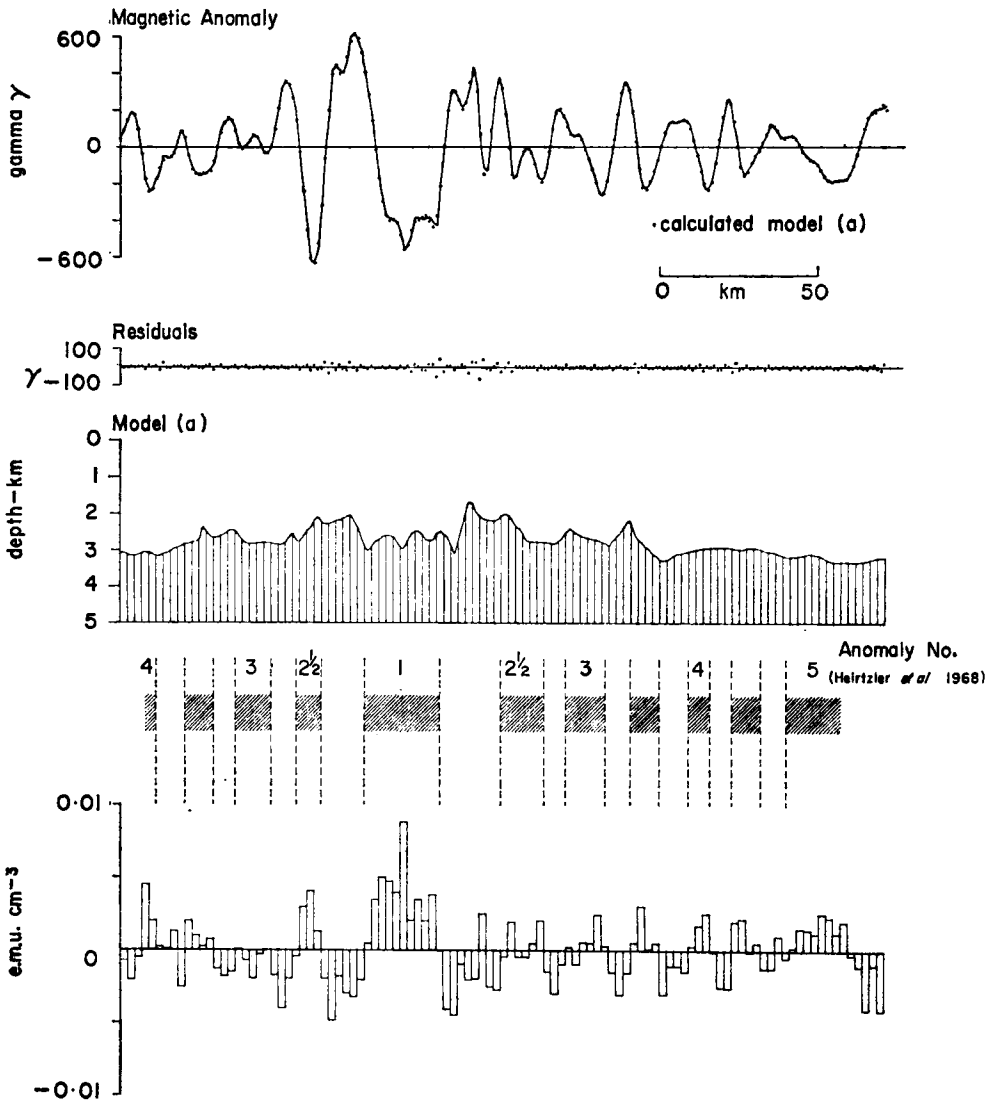 Magnetic Anomaly
600
gamma γ
0
−600
·calculated model (a)
0 km 50
Residuals
100
γ −100
Model (a)
0
1
2
3
4
5
depth−km
4 3 2½ 1 2½ 3 4 5
Anomaly No.
(Heirtzler et al 1968)
0·01
e.m.u. cm⁻³
0
−0·01